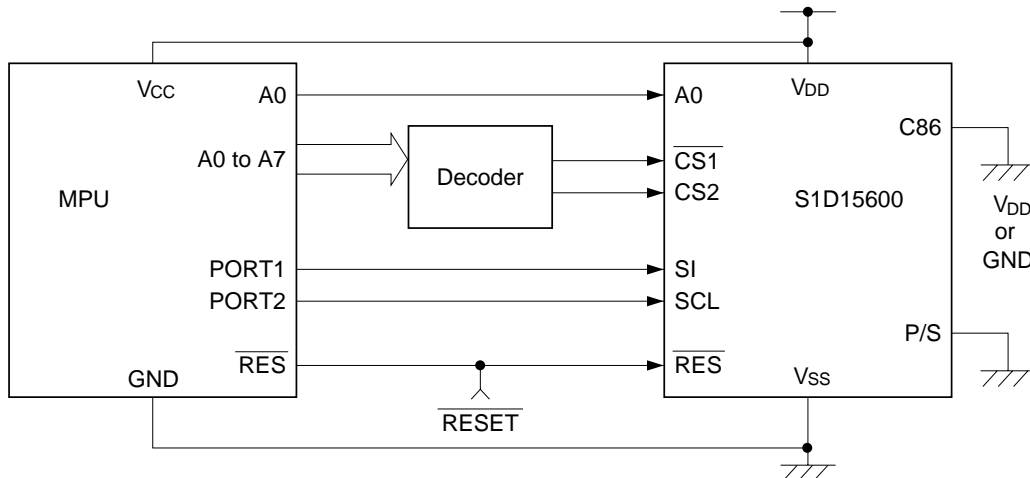 VCC
A0
A0 to A7
MPU
PORT1
PORT2
RES
GND
Decoder
RESET
VDD
A0
C86
CS1
CS2
S1D15600
SI
SCL
P/S
RES
VSS
VDD
or
GND